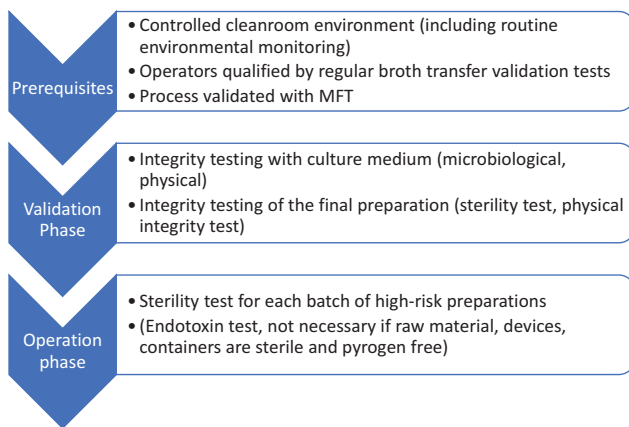 Prerequisites
• Controlled cleanroom environment (including routine
environmental monitoring)
• Operators qualified by regular broth transfer validation tests
• Process validated with MFT
Validation
Phase
• Integrity testing with culture medium (microbiological,
physical)
• Integrity testing of the final preparation (sterility test, physical
integrity test)
Operation
phase
• Sterility test for each batch of high-risk preparations
• (Endotoxin test, not necessary if raw material, devices,
containers are sterile and pyrogen free)